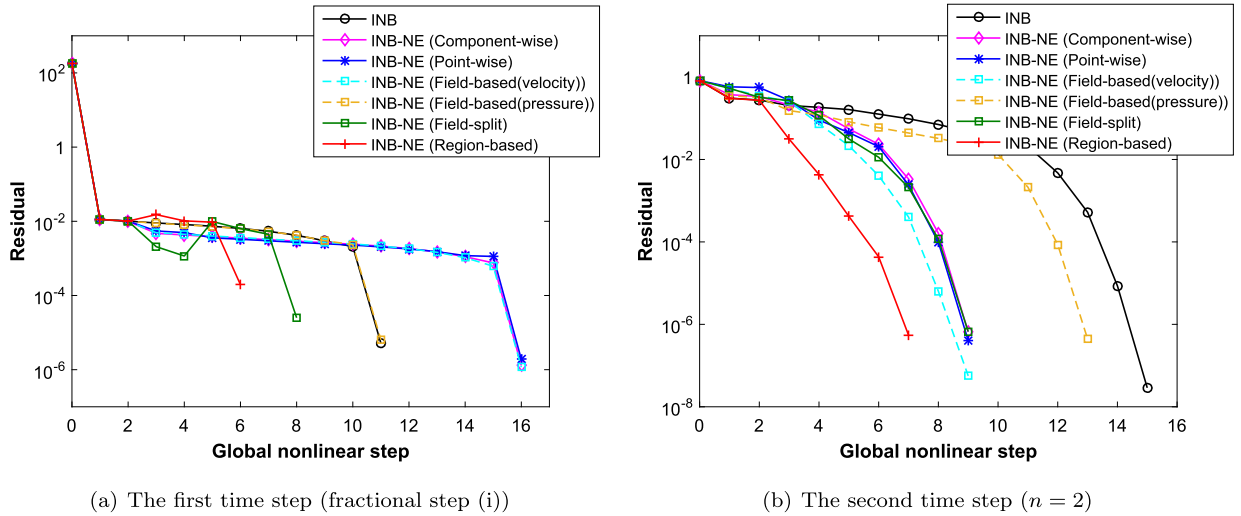 INB
INB-NE (Component-wise)
INB-NE (Point-wise)
INB-NE (Field-based(velocity))
INB-NE (Field-based(pressure))
INB-NE (Field-split)
INB-NE (Region-based)
10^2
1
10^-2
10^-4
10^-6
Residual
0 2 4 6 8 10 12 14 16
Global nonlinear step
(a) The first time step (fractional step (i))
INB
INB-NE (Component-wise)
INB-NE (Point-wise)
INB-NE (Field-based(velocity))
INB-NE (Field-based(pressure))
INB-NE (Field-split)
INB-NE (Region-based)
1
10^-2
10^-4
10^-6
10^-8
Residual
0 2 4 6 8 10 12 14 16
Global nonlinear step
(b) The second time step (n = 2)